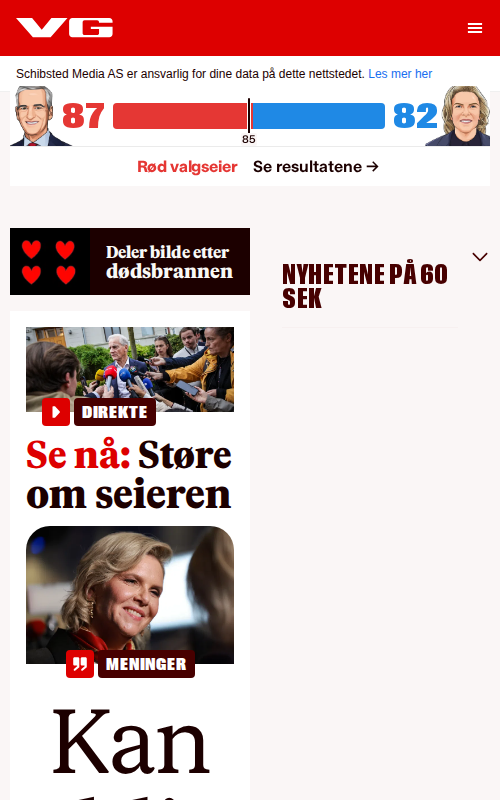 VG
Schibsted Media AS er ansvarlig for dine data på dette nettstedet. Les mer her
87
82
85
Rød valgseier Se resultatene →
Deler bilde etter
dødsbrannen
NYHETENE PÅ 60
SEK
DIREKTE
Se nå: Støre
om seieren
MENINGER
Kan